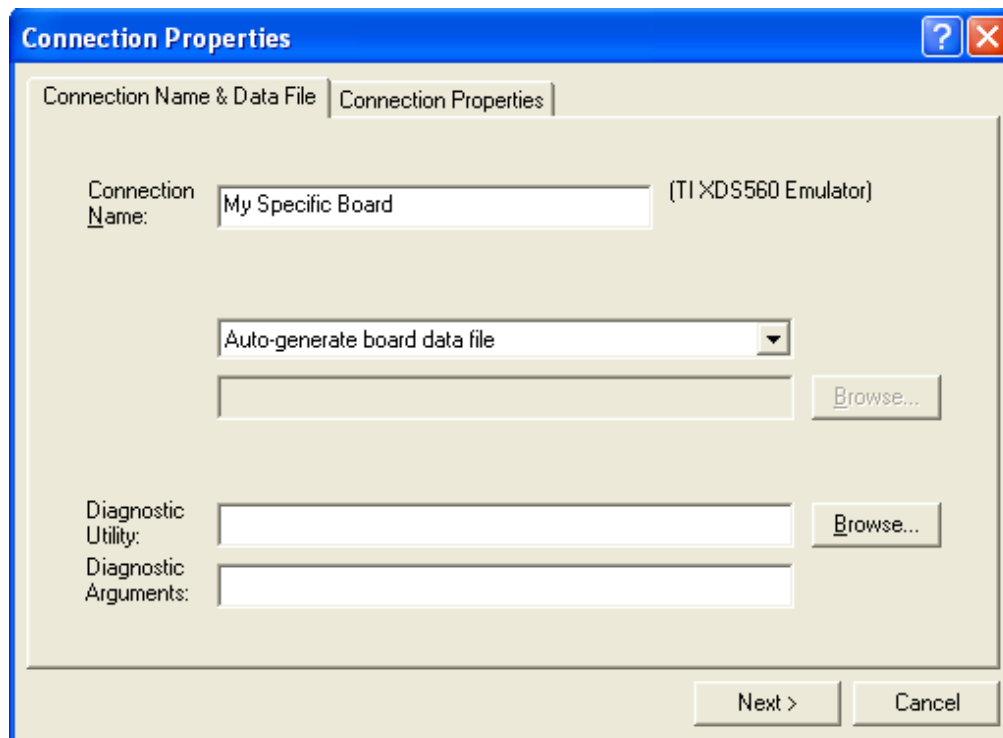 Connection Properties
Connection Name & Data File
Connection Properties
Connection
Name:
My Specific Board
(TI XDS560 Emulator)
Auto-generate board data file
Browse...
Diagnostic
Utility:
Browse...
Diagnostic
Arguments:
Next >
Cancel